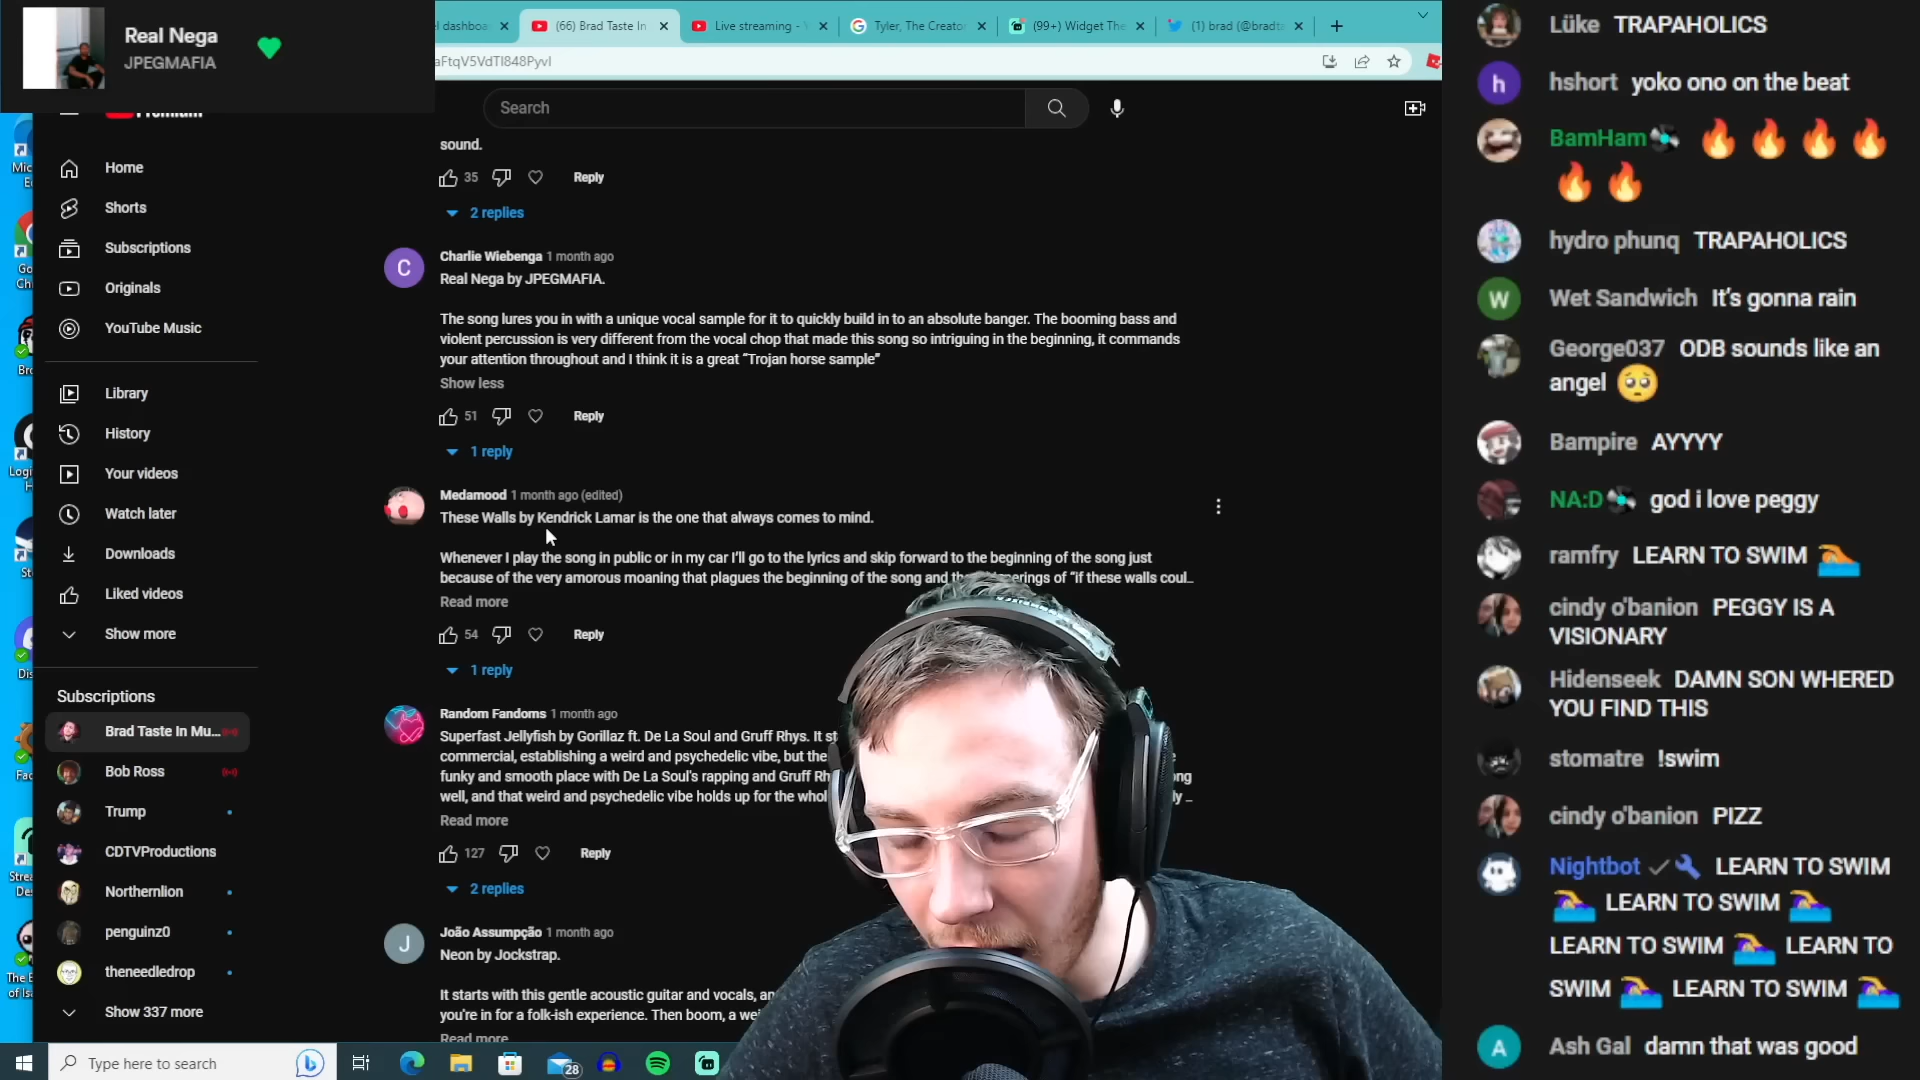 Real Nega
JPEGMAFIA
el dashboa
(66) Brad Taste In
Live streaming -
Tyler, The Creator
(99+) Widget The
(1) brad (@bradta
aFtqV5VdTI848PyvI
Premium
Search
Home
Shorts
Subscriptions
Originals
YouTube Music
Library
History
Your videos
Watch later
Downloads
Liked videos
Show more
Subscriptions
Brad Taste In Mu...
Bob Ross
Trump
CDTVProductions
Northernlion
penguinz0
theneedledrop
Show 337 more
sound.
35
Reply
2 replies
C
Charlie Wiebenga 1 month ago
Real Nega by JPEGMAFIA.
The song lures you in with a unique vocal sample for it to quickly build in to an absolute banger. The booming bass and
violent percussion is very different from the vocal chop that made this song so intriguing in the beginning, it commands
your attention throughout and I think it is a great “Trojan horse sample”
Show less
51
Reply
1 reply
Medamood 1 month ago (edited)
These Walls by Kendrick Lamar is the one that always comes to mind.
Whenever I play the song in public or in my car I’ll go to the lyrics and skip forward to the beginning of the song just
because of the very amorous moaning that plagues the beginning of the song and erings of “if these walls coul...
Read more
54
Reply
1 reply
Random Fandoms 1 month ago
Superfast Jellyfish by Gorillaz ft. De La Soul and Gruff Rhys. It st
commercial, establishing a weird and psychedelic vibe, but the
funky and smooth place with De La Soul's rapping and Gruff Rh ng
well, and that weird and psychedelic vibe holds up for the whol y ...
Read more
127
Reply
2 replies
J
João Assumpção 1 month ago
Neon by Jockstrap.
It starts with this gentle acoustic guitar and vocals, an
you're in for a folk-ish experience. Then boom, a wei
Read more
Type here to search
28
Lüke TRAPAHOLICS
h
hshort yoko ono on the beat
BamHam 🔥 🔥 🔥 🔥
🔥 🔥
hydro phunq TRAPAHOLICS
W
Wet Sandwich It’s gonna rain
George037 ODB sounds like an
angel 🥺
Bampire AYYYY
NA:D god i love peggy
ramfry LEARN TO SWIM 🏊
cindy o'banion PEGGY IS A
VISIONARY
Hidenseek DAMN SON WHERED
YOU FIND THIS
stomatre !swim
cindy o'banion PIZZ
Nightbot LEARN TO SWIM
🏊 LEARN TO SWIM 🏊
LEARN TO SWIM 🏊 LEARN TO
SWIM 🏊 LEARN TO SWIM 🏊
A
Ash Gal damn that was good